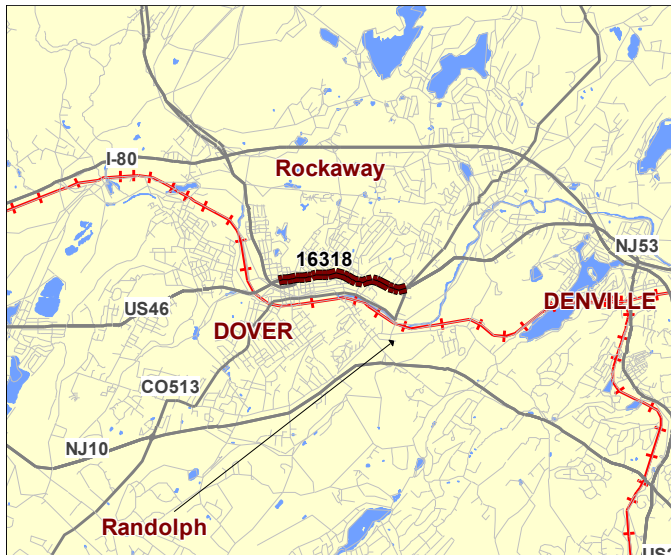 I-80
Rockaway
16318
NJ53
US46
DOVER
DENVILLE
CO513
NJ10
Randolph